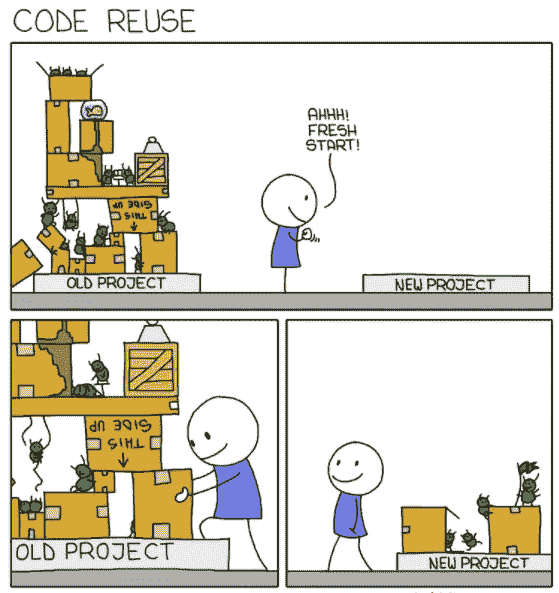 CODE REUSE
AHHH!
FRESH
START!
THIS
SIDE UP
OLD PROJECT
NEW PROJECT
THIS
SIDE UP
OLD PROJECT
NEW PROJECT